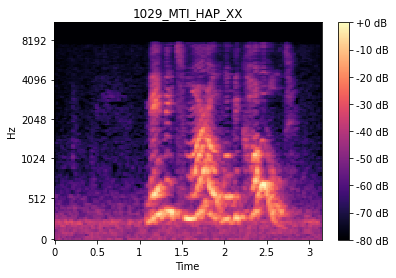 1029_MTI_HAP_XX
+0 dB
8192
-10 dB
4096
-20 dB
-30 dB
2048
Hz
-40 dB
1024
-50 dB
512
-60 dB
-70 dB
0
-80 dB
0 0.5 1 1.5 2 2.5 3
Time